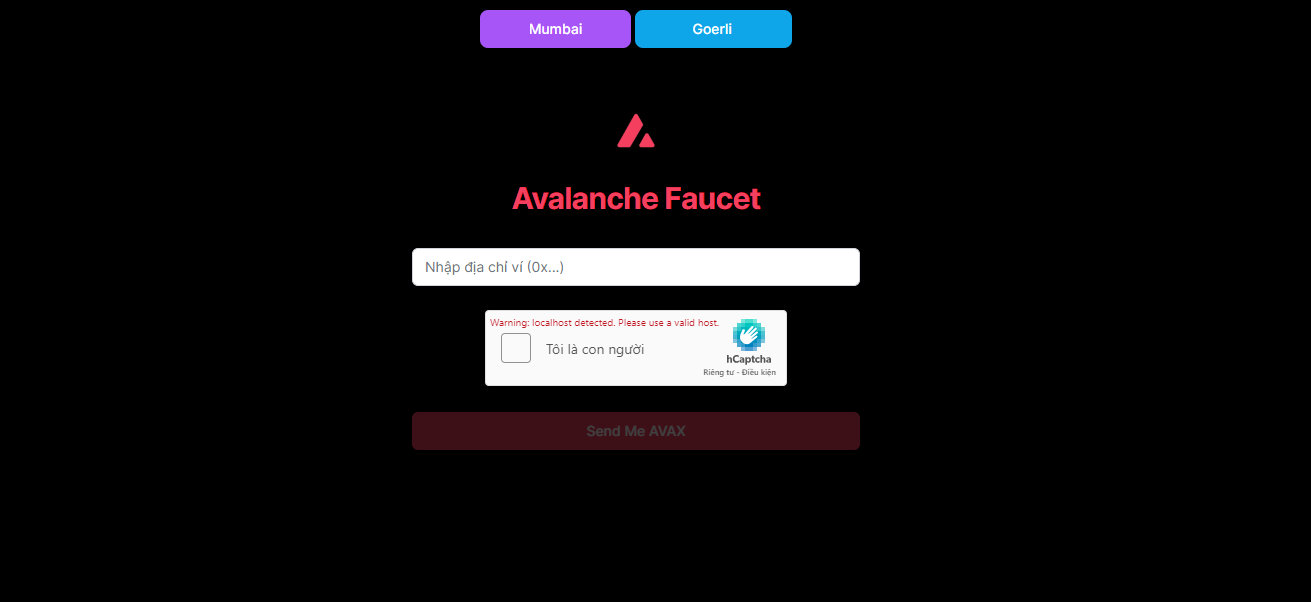 Mumbai
Goerli
Avalanche Faucet
Nhập địa chỉ ví (0x...)
Warning: localhost detected. Please use a valid host.
Tôi là con người
hCaptcha
Riêng tư - Điều kiện
Send Me AVAX